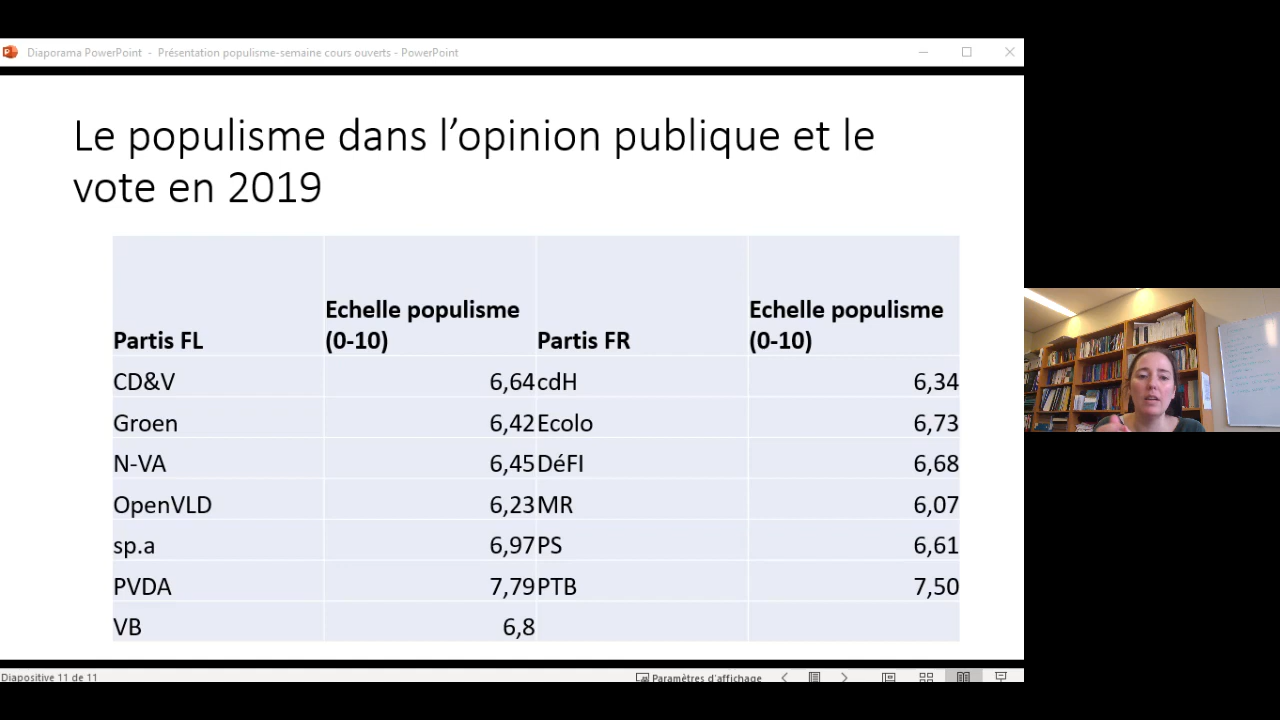 Diaporama PowerPoint - Présentation populisme-semaine cours ouverts - PowerPoint
Le populisme dans l’opinion publique et le
vote en 2019
Partis FL Echelle populisme (0-10) Partis FR Echelle populisme (0-10)
CD&V 6,64 cdH 6,34
Groen 6,42 Ecolo 6,73
N-VA 6,45 DéFI 6,68
OpenVLD 6,23 MR 6,07
sp.a 6,97 PS 6,61
PVDA 7,79 PTB 7,50
VB 6,8
Diapositive 11 de 11 Paramètres d'affichage